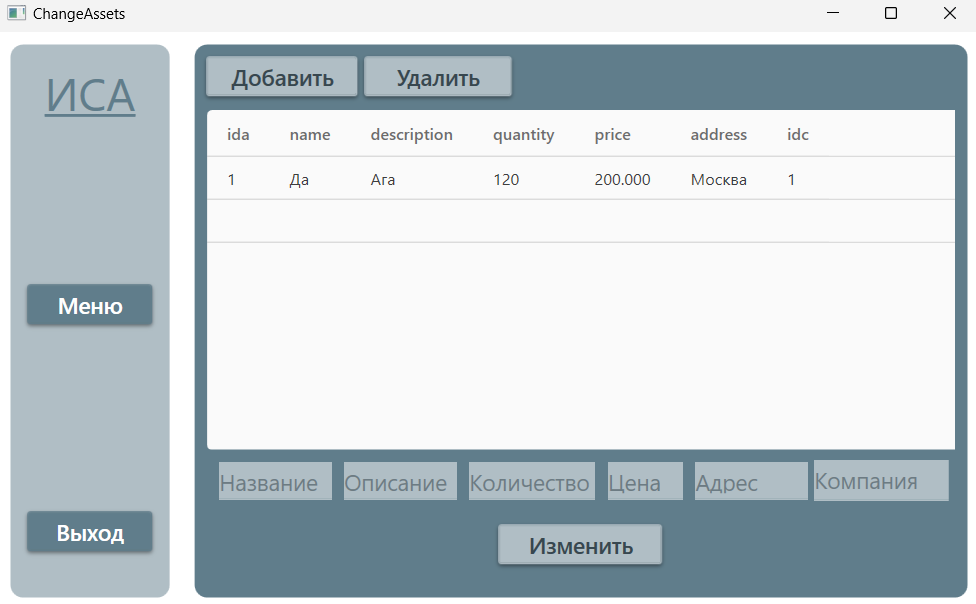 ChangeAssets
ИСА
Меню
Выход
Добавить Удалить
ida name description quantity price address idc
1 Да Ага 120 200.000 Москва 1
Название Описание Количество Цена Адрес Компания
Изменить